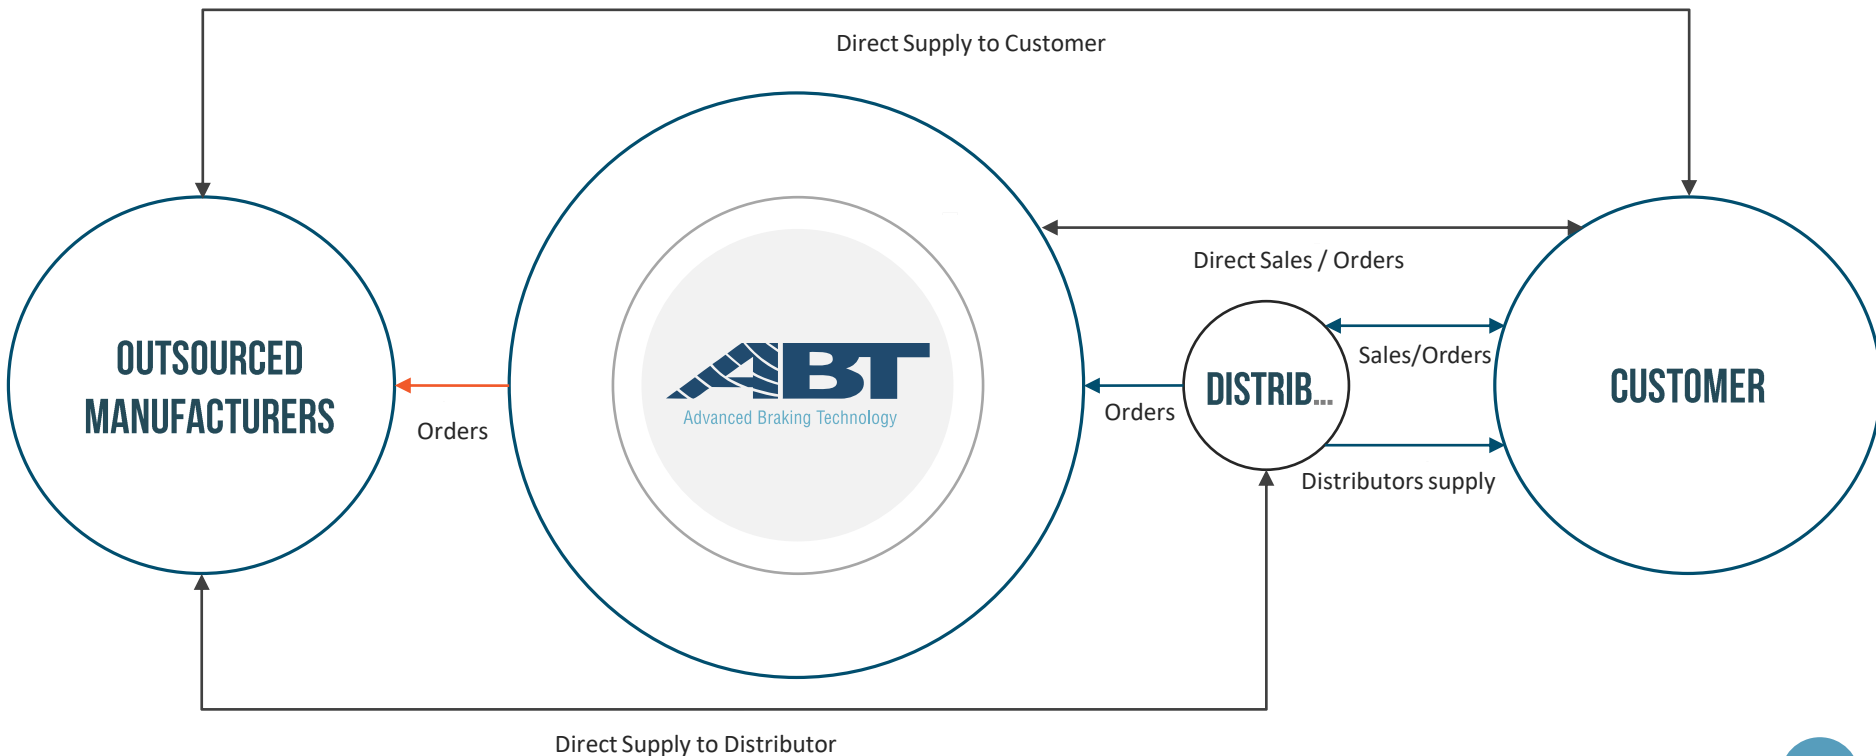 Direct Supply to Customer
Direct Sales / Orders
OUTSOURCED
MANUFACTURERS
Orders
ABT
Advanced Braking Technology
Orders
DISTRIB...
Sales/Orders
Distributors supply
CUSTOMER
Direct Supply to Distributor